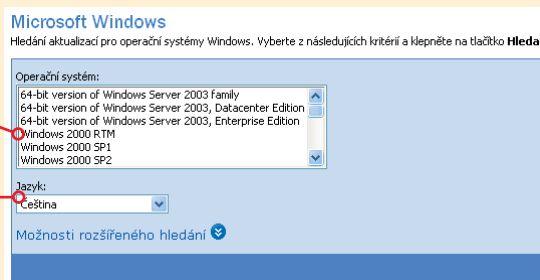 Microsoft Windows
Hledání aktualizací pro operační systémy Windows. Vyberte z následujících kritérií a klepněte na tlačítko
Operační systém:
64-bit version of Windows Server 2003 family
64-bit version of Windows Server 2003, Datacenter Edition
64-bit version of Windows Server 2003, Enterprise Edition
Windows 2000 RTM
Windows 2000 SP1
Windows 2000 SP2
Jazyk:
Čeština
Možnosti rozšířeného hledání